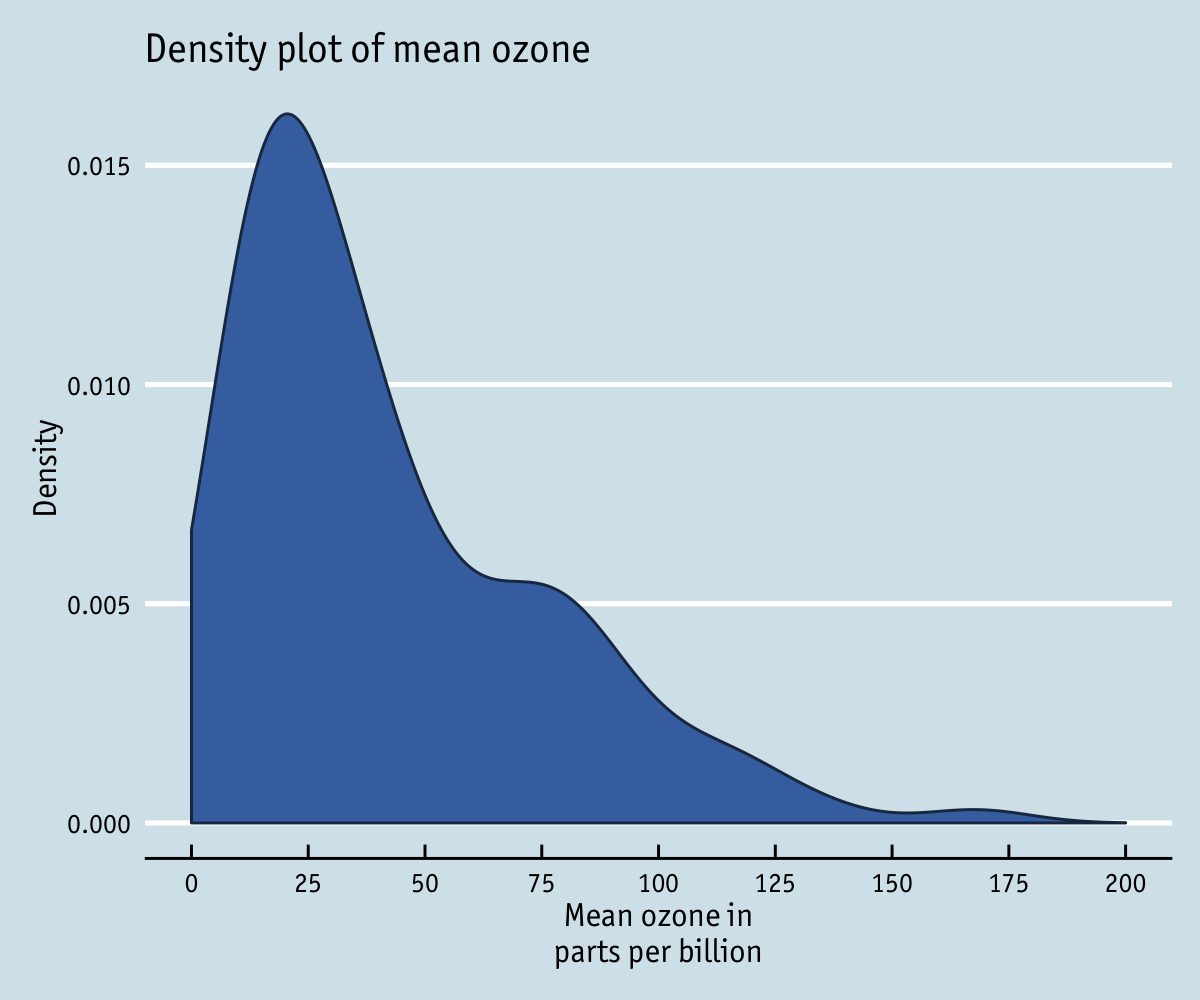 Density plot of mean ozone
0.015
0.010
0.005
0.000
Density
0 25 50 75 100 125 150 175 200
Mean ozone in
parts per billion